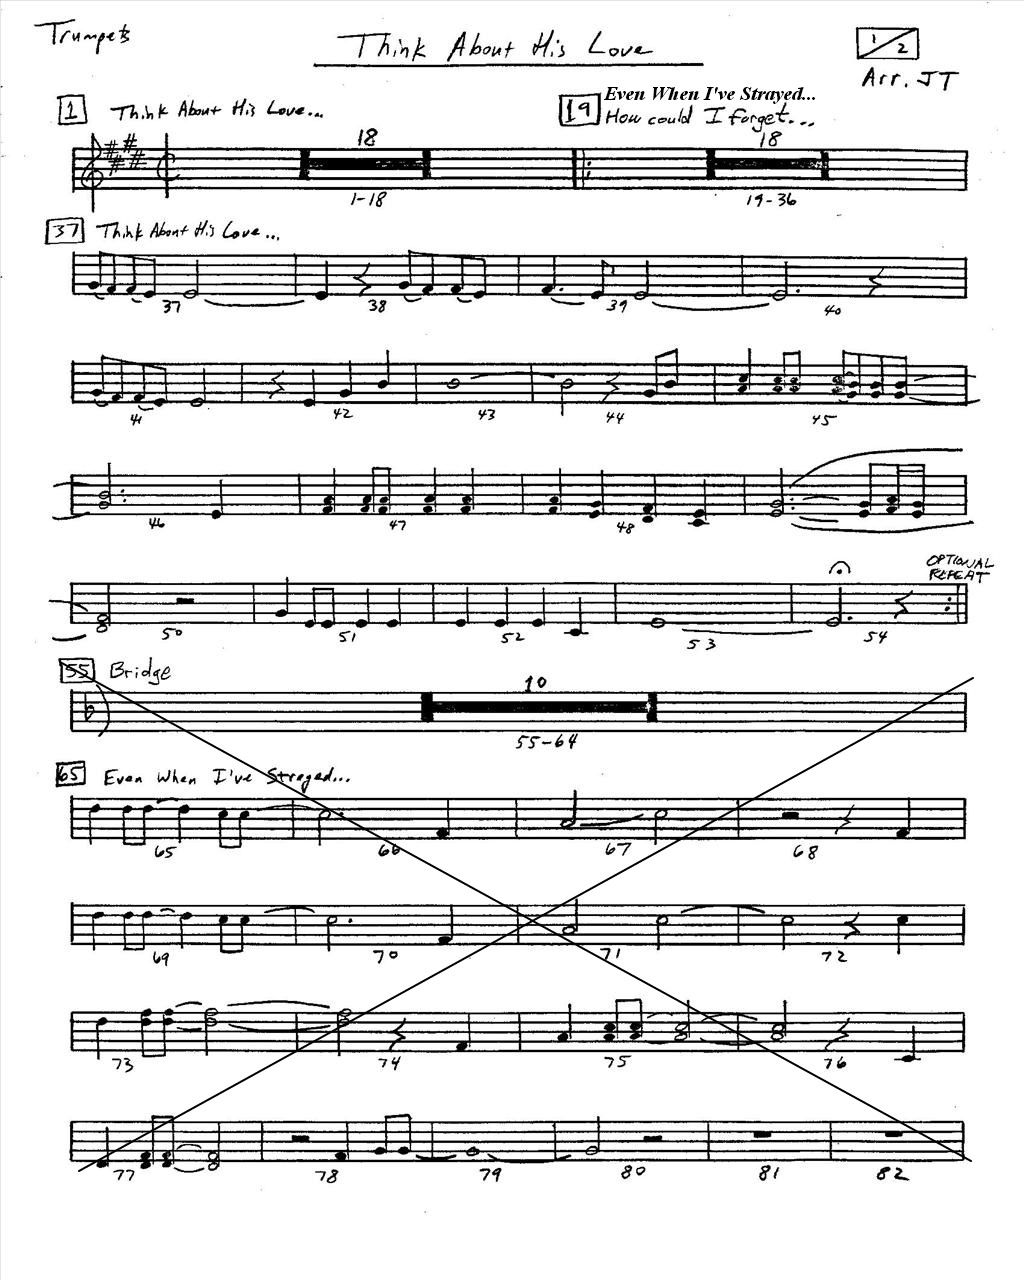 Trumpets
Think About His Love
1/2
Arr. JT
1 Think About His Love...
19 Even When I've Strayed...
How could I forget...
18 18
1-18 19-36
37 Think About His Love...
37 38 39 40
41 42 43 44 45
46 47 48
OPTIONAL
REPEAT
50 51 52 53 54
55 Bridge
10
55-64
65 Even When I've Strayed...
65 66 67 68
69 70 71 72
73 74 75 76
77 78 79 80 81 82